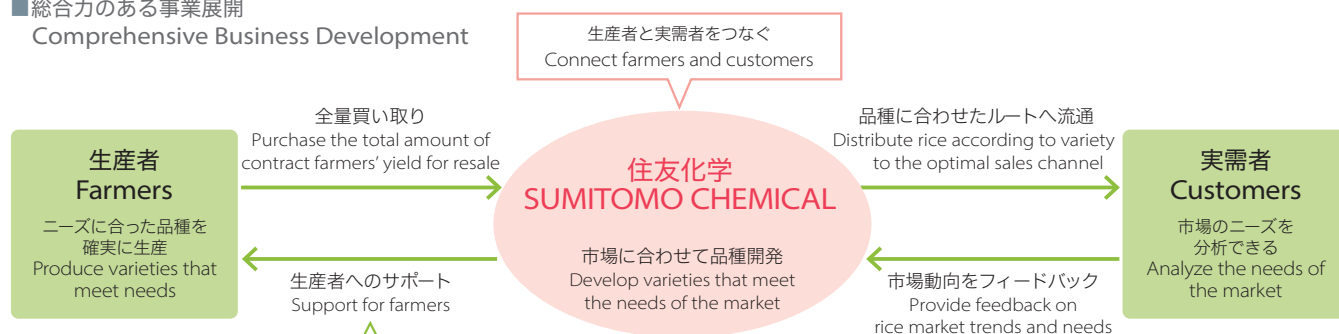 ■総合力のある事業展開
Comprehensive Business Development
生産者と実需者をつなぐ
Connect farmers and customers
生産者
Farmers
ニーズに合った品種を
確実に生産
Produce varieties that
meet needs
全量買い取り
Purchase the total amount of
contract farmers' yield for resale
生産者へのサポート
Support for farmers
住友化学
SUMITOMO CHEMICAL
市場に合わせて品種開発
Develop varieties that meet
the needs of the market
品種に合わせたルートへ流通
Distribute rice according to variety
to the optimal sales channel
市場動向をフィードバック
Provide feedback on
rice market trends and needs
実需者
Customers
市場のニーズを
分析できる
Analyze the needs of
the market